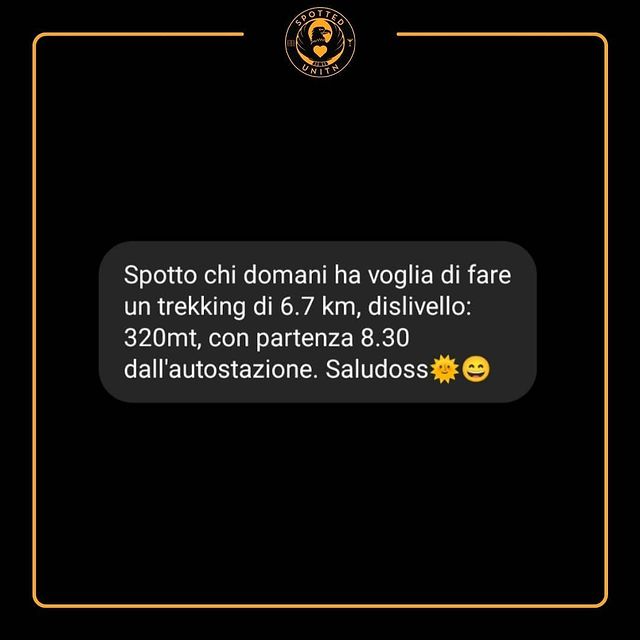 SPOTTED
UNITN
Spotto chi domani ha voglia di fare
un trekking di 6.7 km, dislivello:
320mt, con partenza 8.30
dall'autostazione. Saludoss🌞😄